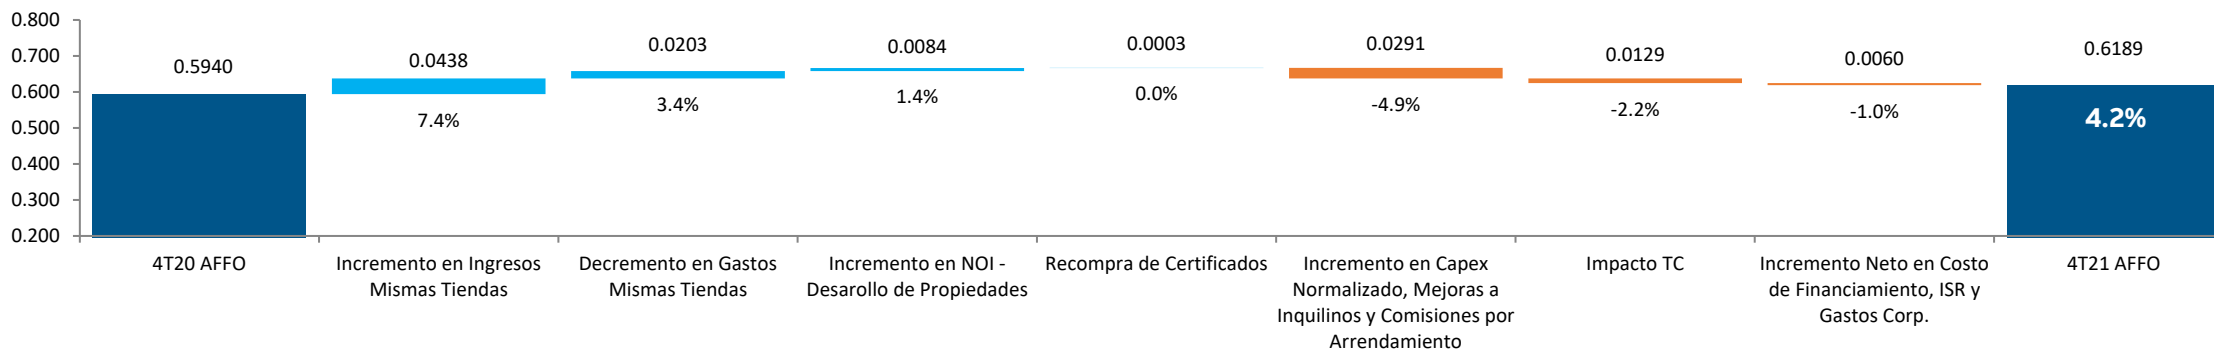 0.800
0.700
0.600
0.500
0.400
0.300
0.200
0.5940
0.0438
0.0203
0.0084
0.0003
0.0291
0.0129
0.0060
0.6189
7.4%
3.4%
1.4%
0.0%
-4.9%
-2.2%
-1.0%
4.2%
4T20 AFFO
Incremento en Ingresos
Mismas Tiendas
Decremento en Gastos
Mismas Tiendas
Incremento en NOI -
Desarollo de Propiedades
Recompra de Certificados
Incremento en Capex
Normalizado, Mejoras a
Inquilinos y Comisiones por
Arrendamiento
Impacto TC
Incremento Neto en Costo
de Financiamiento, ISR y
Gastos Corp.
4T21 AFFO